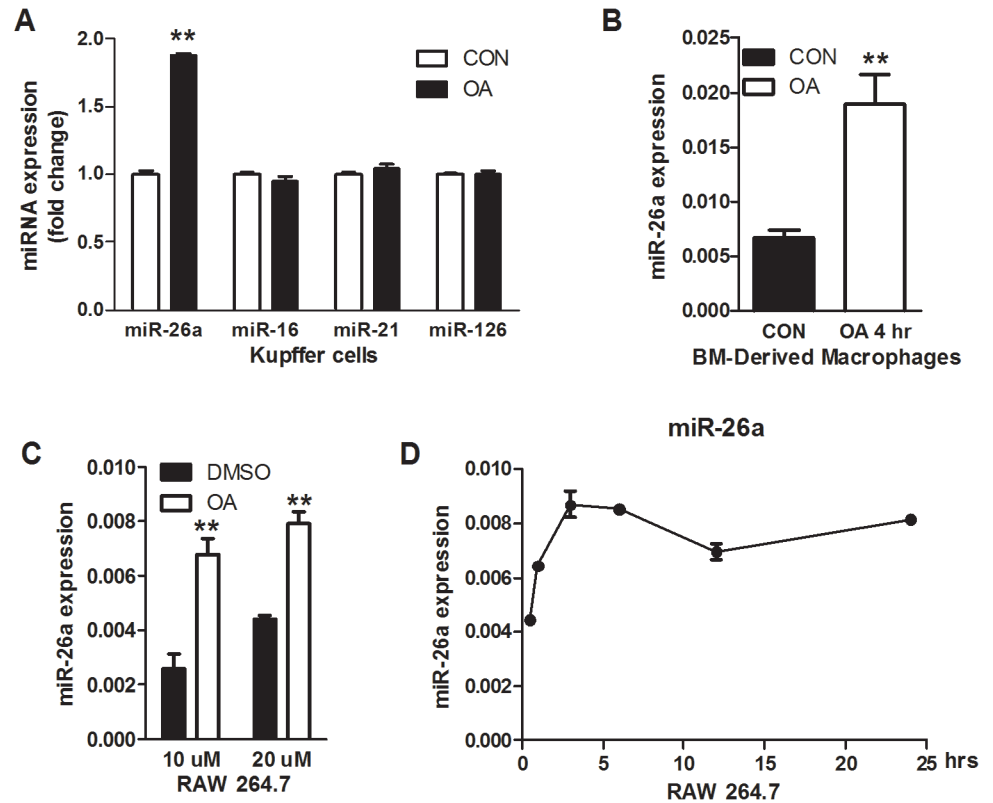 A
miRNA expression
(fold change)
2.0
1.5
1.0
0.5
0.0
**
CON
OA
miR-26a miR-16 miR-21 miR-126
Kupffer cells
B
miR-26a expression
0.025
0.020
0.015
0.010
0.005
0.000
CON
OA
**
CON OA 4 hr
BM-Derived Macrophages
C
miR-26a expression
0.010
0.008
0.006
0.004
0.002
0.000
DMSO
OA
**
**
10 uM 20 uM
RAW 264.7
D
miR-26a
miR-26a expression
0.010
0.008
0.006
0.004
0.002
0.000
0 5 10 15 20 25 hrs
RAW 264.7